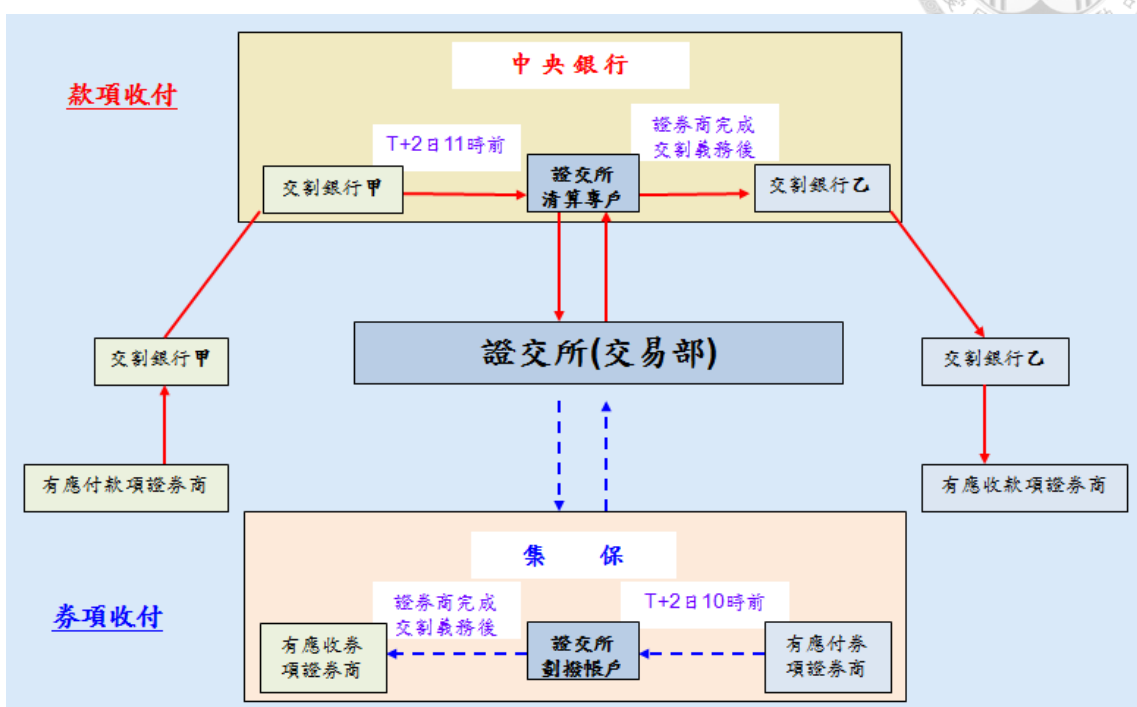 中央銀行
款項收付
T+2日11時前
證券商完成
交割義務後
交割銀行甲
證交所
清算專戶
交割銀行乙
交割銀行甲
證交所(交易部)
交割銀行乙
有應付款項證券商
有應收款項證券商
集 保
券項收付
證券商完成
交割義務後
T+2日10時前
有應收券
項證券商
證交所
劃撥帳戶
有應付券
項證券商